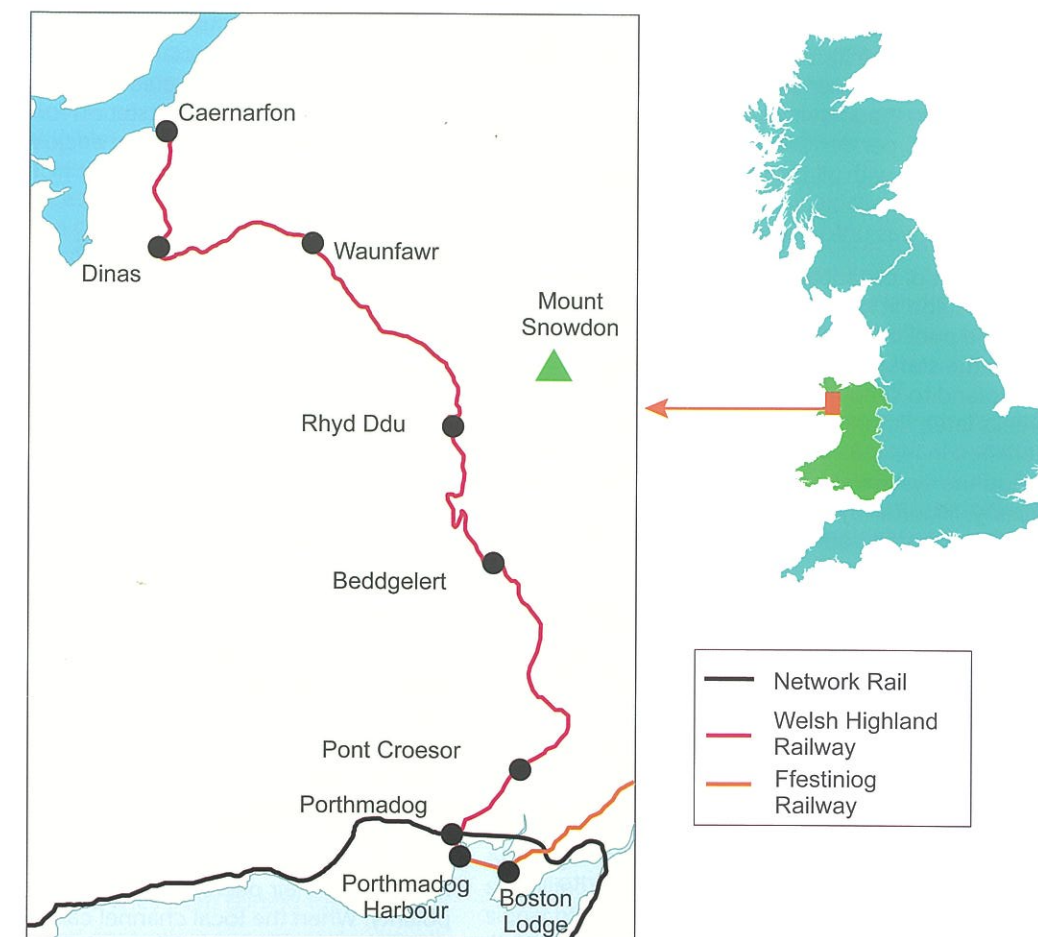 Caernarfon
Dinas
Waunfawr
Mount
Snowdon
Rhyd Ddu
Beddgelert
Pont Croesor
Porthmadog
Porthmadog
Harbour
Boston
Lodge
Network Rail
Welsh Highland
Railway
Ffestiniog
Railway